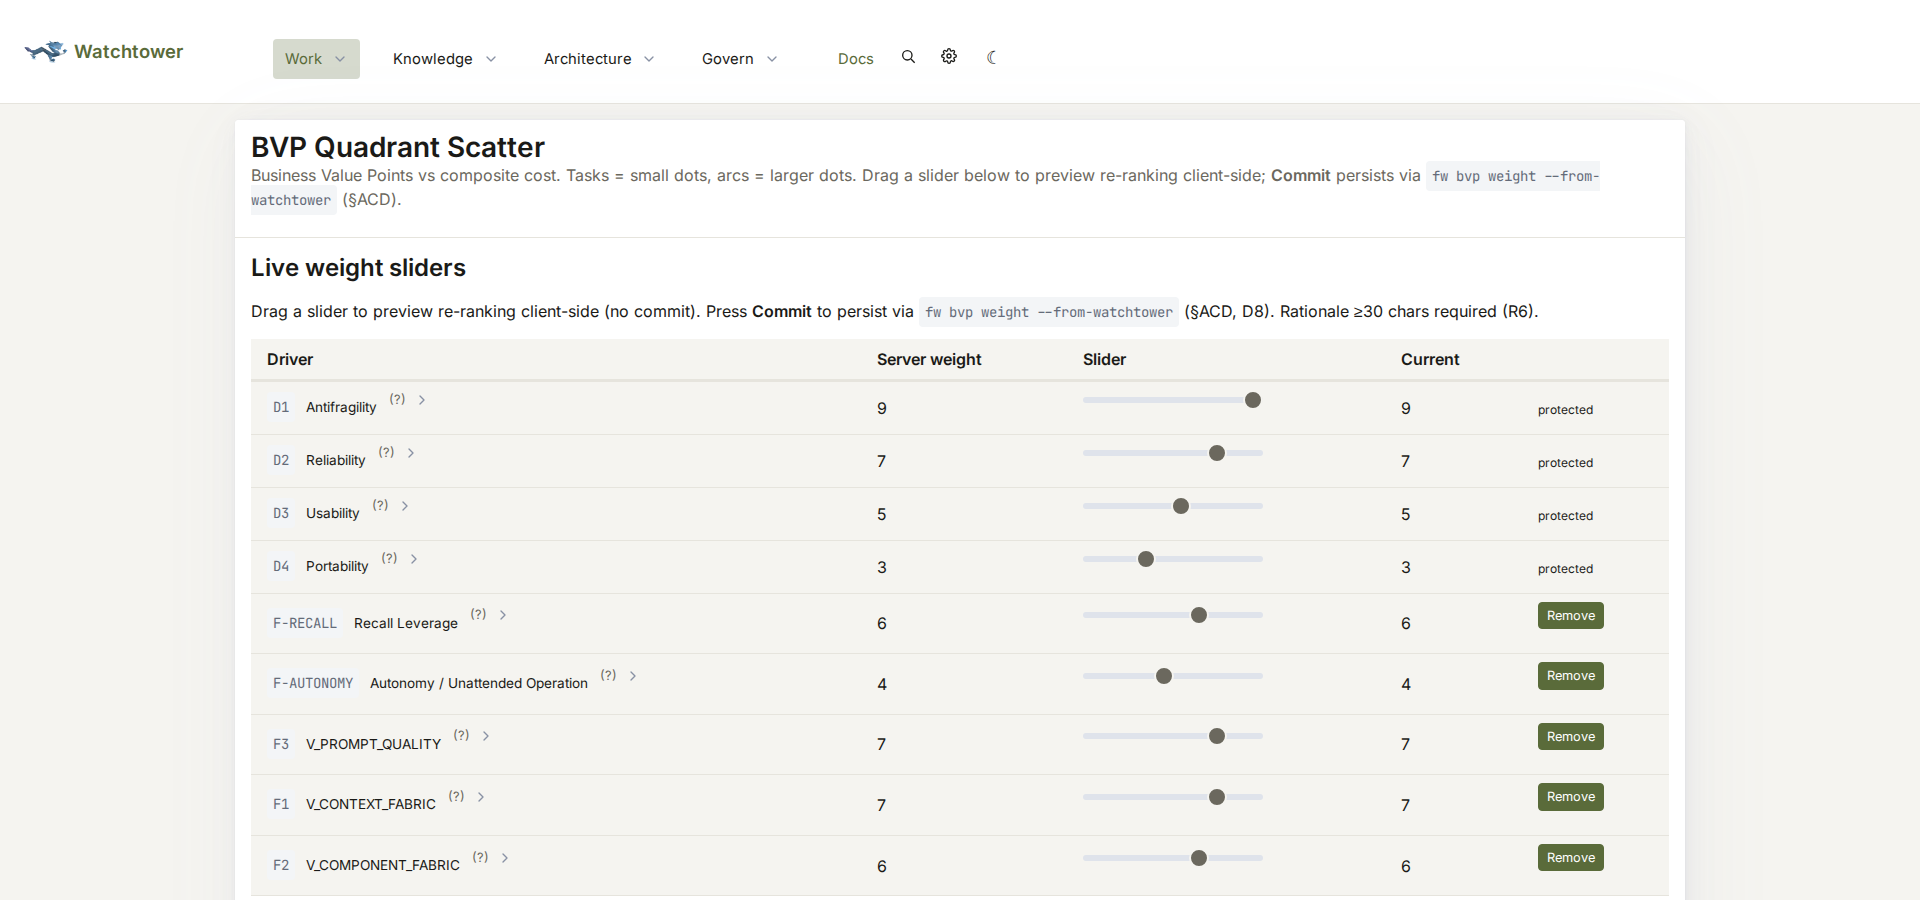 Watchtower
Work Knowledge Architecture Govern Docs
BVP Quadrant Scatter
Business Value Points vs composite cost. Tasks = small dots, arcs = larger dots. Drag a slider below to preview re-ranking client-side; Commit persists via fw bvp weight --from-
watchtower (§ACD).
Live weight sliders
Drag a slider to preview re-ranking client-side (no commit). Press Commit to persist via fw bvp weight --from-watchtower (§ACD, D8). Rationale ≥30 chars required (R6).
Driver Server weight Slider Current
D1 Antifragility (?) 9 9 protected
D2 Reliability (?) 7 7 protected
D3 Usability (?) 5 5 protected
D4 Portability (?) 3 3 protected
F-RECALL Recall Leverage (?) 6 6 Remove
F-AUTONOMY Autonomy / Unattended Operation (?) 4 4 Remove
F3 V_PROMPT_QUALITY (?) 7 7 Remove
F1 V_CONTEXT_FABRIC (?) 7 7 Remove
F2 V_COMPONENT_FABRIC (?) 6 6 Remove